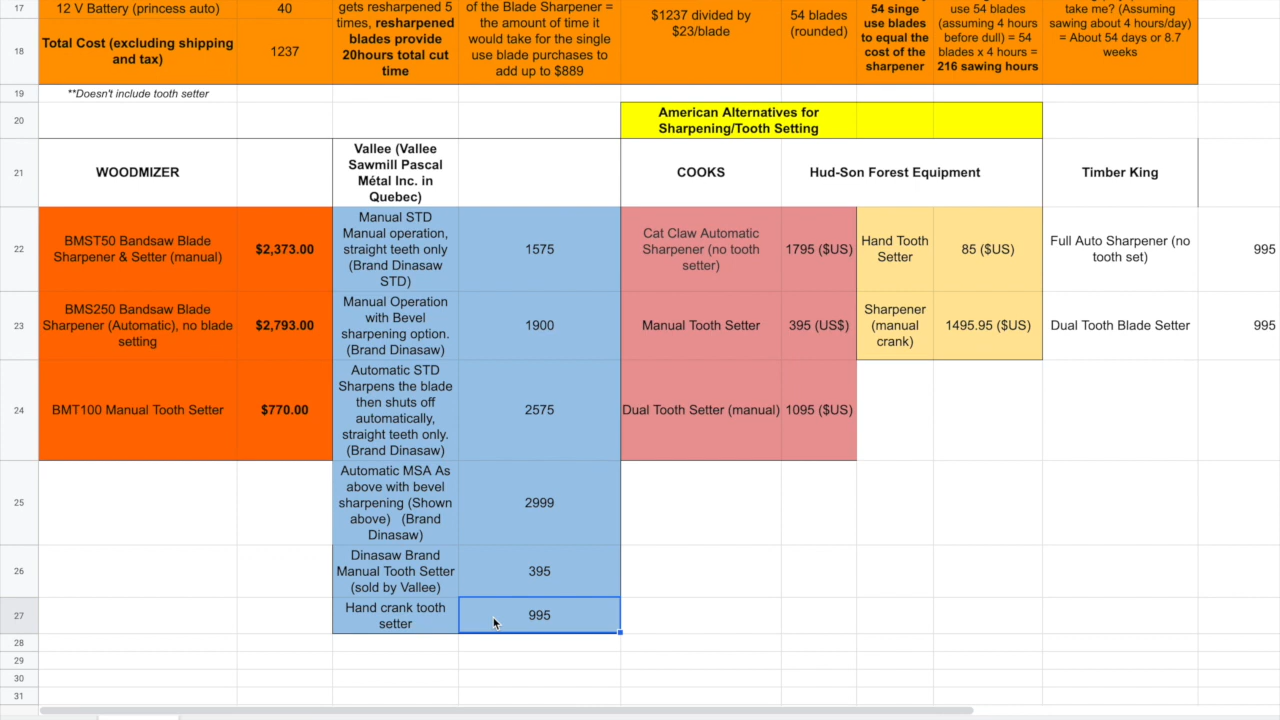 17
12 V Battery (princess auto)
40
gets resharpened 5
times, resharpened
blades provide
20hours total cut
time
of the Blade Sharpener =
the amount of time it
would take for the single
use blade purchases to
add up to $889
$1237 divided by
$23/blade
54 blades
(rounded)
54 singe
use blades
to equal the
cost of the
sharpener
use 54 blades
(assuming 4 hours
before dull) = 54
blades x 4 hours =
216 sawing hours
take me? (Assuming
sawing about 4 hours/day)
= About 54 days or 8.7
weeks
18
Total Cost (excluding shipping
and tax)
1237
19
**Doesn't include tooth setter
20
American Alternatives for
Sharpening/Tooth Setting
21
WOODMIZER
Vallee (Vallee
Sawmill Pascal
Métal Inc. in
Quebec)
COOKS
Hud-Son Forest Equipment
Timber King
22
BMST50 Bandsaw Blade
Sharpener & Setter (manual)
$2,373.00
Manual STD
Manual operation,
straight teeth only
(Brand Dinasaw
STD)
1575
Cat Claw Automatic
Sharpener (no tooth
setter)
1795 ($US)
Hand Tooth
Setter
85 ($US)
Full Auto Sharpener (no
tooth set)
995
23
BMS250 Bandsaw Blade
Sharpener (Automatic), no blade
setting
$2,793.00
Manual Operation
with Bevel
sharpening option.
(Brand Dinasaw)
1900
Manual Tooth Setter
395 (US$)
Sharpener
(manual
crank)
1495.95 ($US)
Dual Tooth Blade Setter
995
24
BMT100 Manual Tooth Setter
$770.00
Automatic STD
Sharpens the blade
then shuts off
automatically,
straight teeth only.
(Brand Dinasaw)
2575
Dual Tooth Setter (manual)
1095 ($US)
25
Automatic MSA As
above with bevel
sharpening (Shown
above) (Brand
Dinasaw)
2999
26
Dinasaw Brand
Manual Tooth Setter
(sold by Vallee)
395
27
Hand crank tooth
setter
995
28
29
30
31